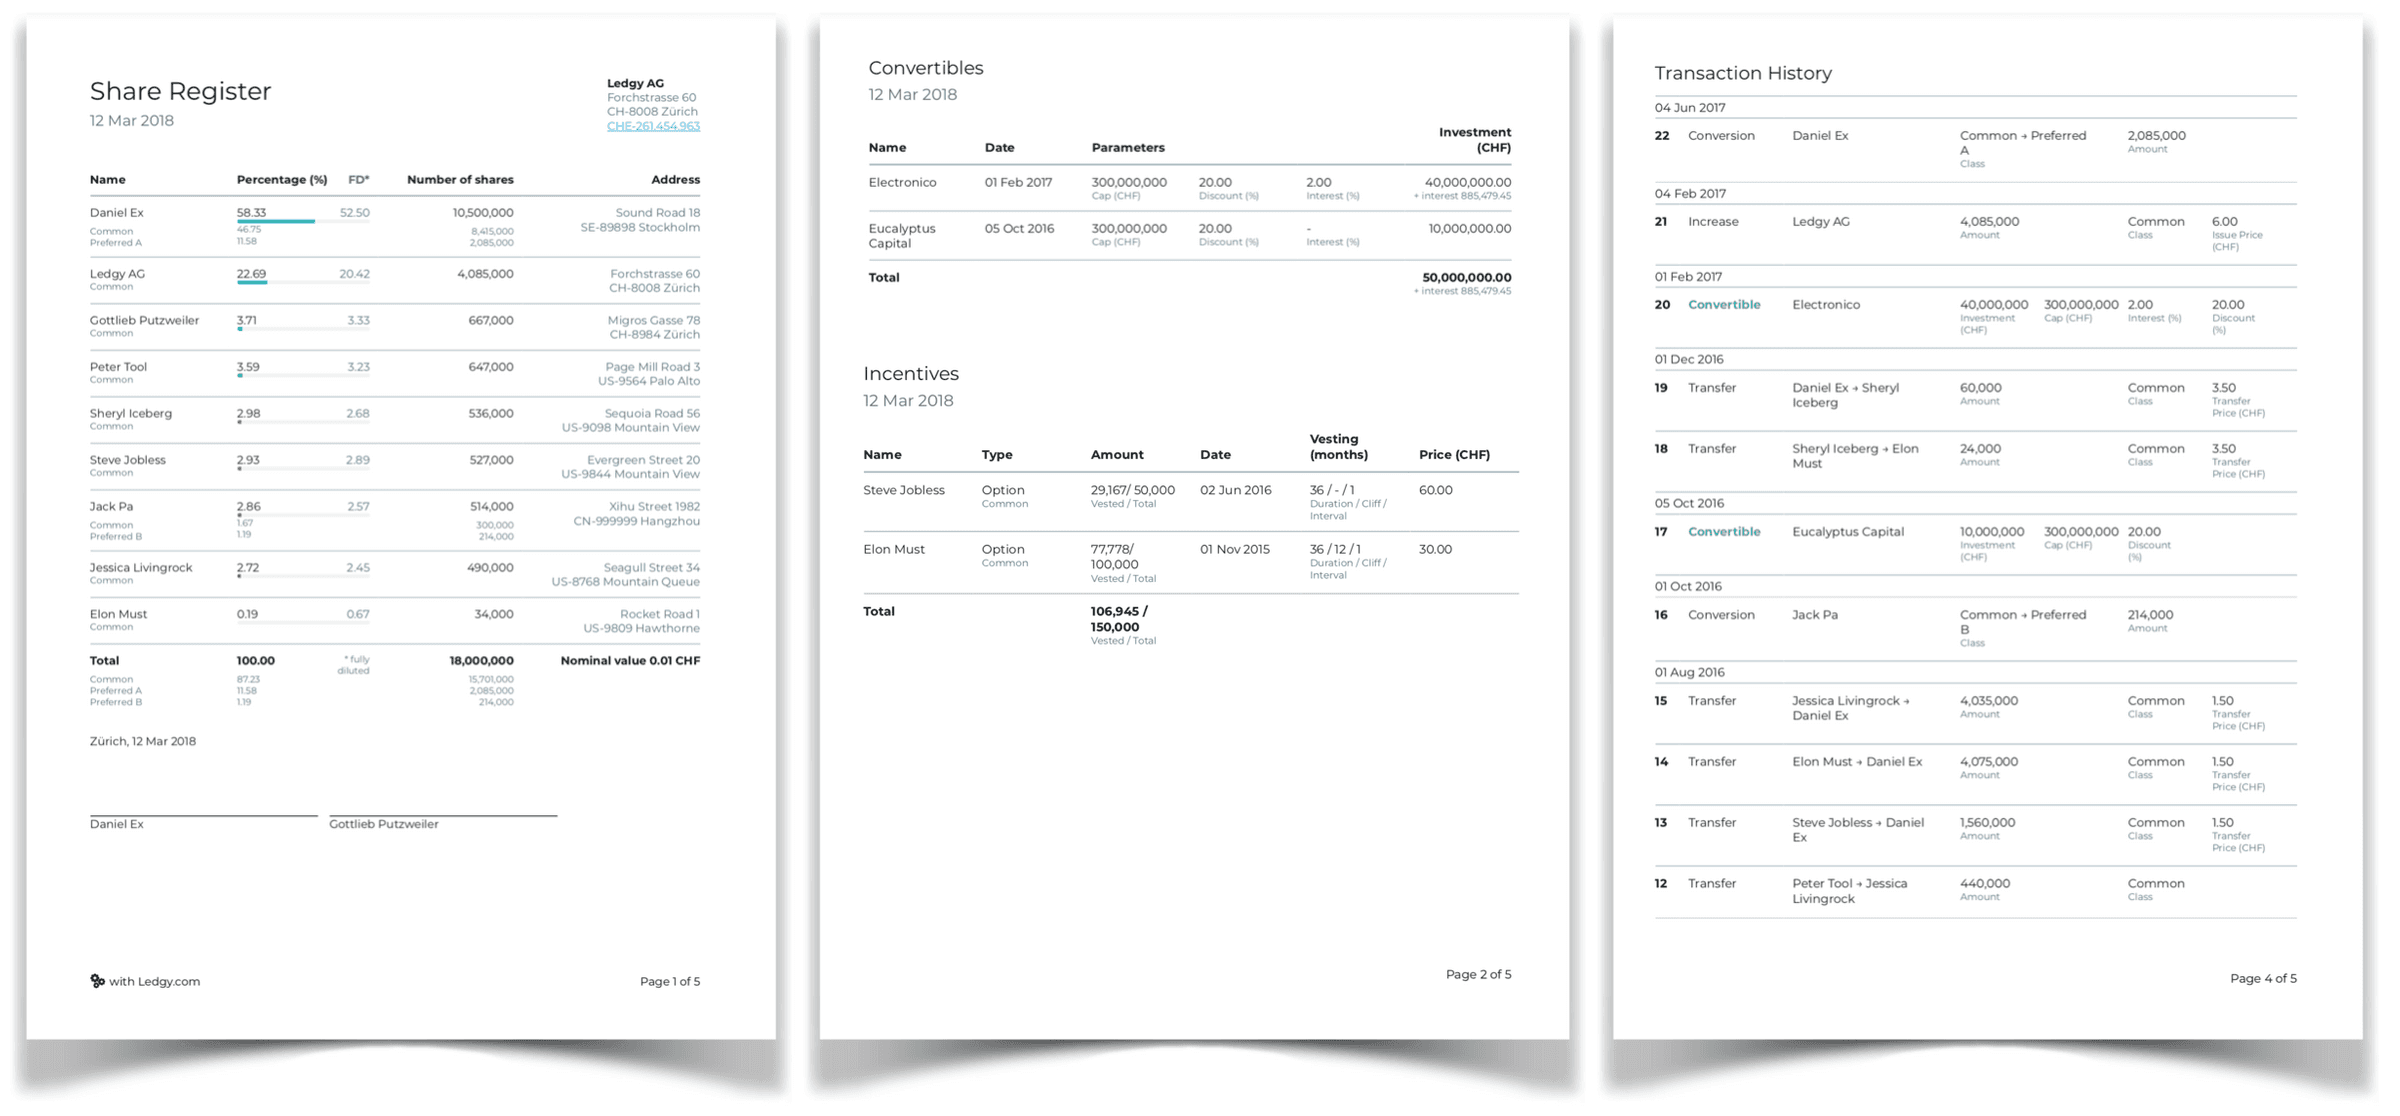 Share Register
12 Mar 2018
Ledgy AG
Forchstrasse 60
CH-8008 Zürich
CHE-261.454.963
Name Percentage (%) FD* Number of shares Address
Daniel Ex 58.33 52.50 10,500,000 Sound Road 18
SE-89898 Stockholm
Common 46.75 8,415,000
Preferred A 11.58 2,085,000
Ledgy AG 22.69 20.42 4,085,000 Forchstrasse 60
Common CH-8008 Zürich
Gottlieb Putzweiler 3.71 3.33 667,000 Migros Gasse 78
Common CH-8984 Zürich
Peter Tool 3.59 3.23 647,000 Page Mill Road 3
Common US-9564 Palo Alto
Sheryl Iceberg 2.98 2.68 536,000 Sequoia Road 56
Common US-9098 Mountain View
Steve Jobless 2.93 2.89 527,000 Evergreen Street 20
Common US-9844 Mountain View
Jack Pa 2.86 2.57 514,000 Xihu Street 1982
CN-999999 Hangzhou
Common 1.67 300,000
Preferred B 1.19 214,000
Jessica Livingrock 2.72 2.45 490,000 Seagull Street 34
Common US-8768 Mountain Queue
Elon Must 0.19 0.67 34,000 Rocket Road 1
Common US-9809 Hawthorne
Total 100.00 * fully diluted 18,000,000 Nominal value 0.01 CHF
Common 87.23 15,701,000
Preferred A 11.58 2,085,000
Preferred B 1.19 214,000
Zürich, 12 Mar 2018
Daniel Ex Gottlieb Putzweiler
with Ledgy.com Page 1 of 5
Convertibles
12 Mar 2018
Investment
Name Date Parameters (CHF)
Electronico 01 Feb 2017 300,000,000 20.00 2.00 40,000,000.00
Cap (CHF) Discount (%) Interest (%) + interest 885,479.45
Eucalyptus 05 Oct 2016 300,000,000 20.00 - 10,000,000.00
Capital Cap (CHF) Discount (%) Interest (%)
Total 50,000,000.00
+ interest 885,479.45
Incentives
12 Mar 2018
Vesting
Name Type Amount Date (months) Price (CHF)
Steve Jobless Option 29,167/ 50,000 02 Jun 2016 36 / - / 1 60.00
Common Vested / Total Duration / Cliff /
Interval
Elon Must Option 77,778/ 01 Nov 2015 36 / 12 / 1 30.00
Common 100,000 Duration / Cliff /
Vested / Total Interval
Total 106,945 /
150,000
Vested / Total
Page 2 of 5
Transaction History
04 Jun 2017
22 Conversion Daniel Ex Common → Preferred 2,085,000
A Amount
Class
04 Feb 2017
21 Increase Ledgy AG 4,085,000 Common 6.00
Amount Class Issue Price
(CHF)
01 Feb 2017
20 Convertible Electronico 40,000,000 300,000,000 2.00 20.00
Investment Cap (CHF) Interest (%) Discount
(CHF) (%)
01 Dec 2016
19 Transfer Daniel Ex → Sheryl 60,000 Common 3.50
Iceberg Amount Class Transfer
Price (CHF)
18 Transfer Sheryl Iceberg → Elon 24,000 Common 3.50
Must Amount Class Transfer
Price (CHF)
05 Oct 2016
17 Convertible Eucalyptus Capital 10,000,000 300,000,000 20.00
Investment Cap (CHF) Discount
(CHF) (%)
01 Oct 2016
16 Conversion Jack Pa Common → Preferred 214,000
B Amount
Class
01 Aug 2016
15 Transfer Jessica Livingrock → 4,035,000 Common 1.50
Daniel Ex Amount Class Transfer
Price (CHF)
14 Transfer Elon Must → Daniel Ex 4,075,000 Common 1.50
Amount Class Transfer
Price (CHF)
13 Transfer Steve Jobless → Daniel 1,560,000 Common 1.50
Ex Amount Class Transfer
Price (CHF)
12 Transfer Peter Tool → Jessica 440,000 Common
Livingrock Amount Class
Page 4 of 5